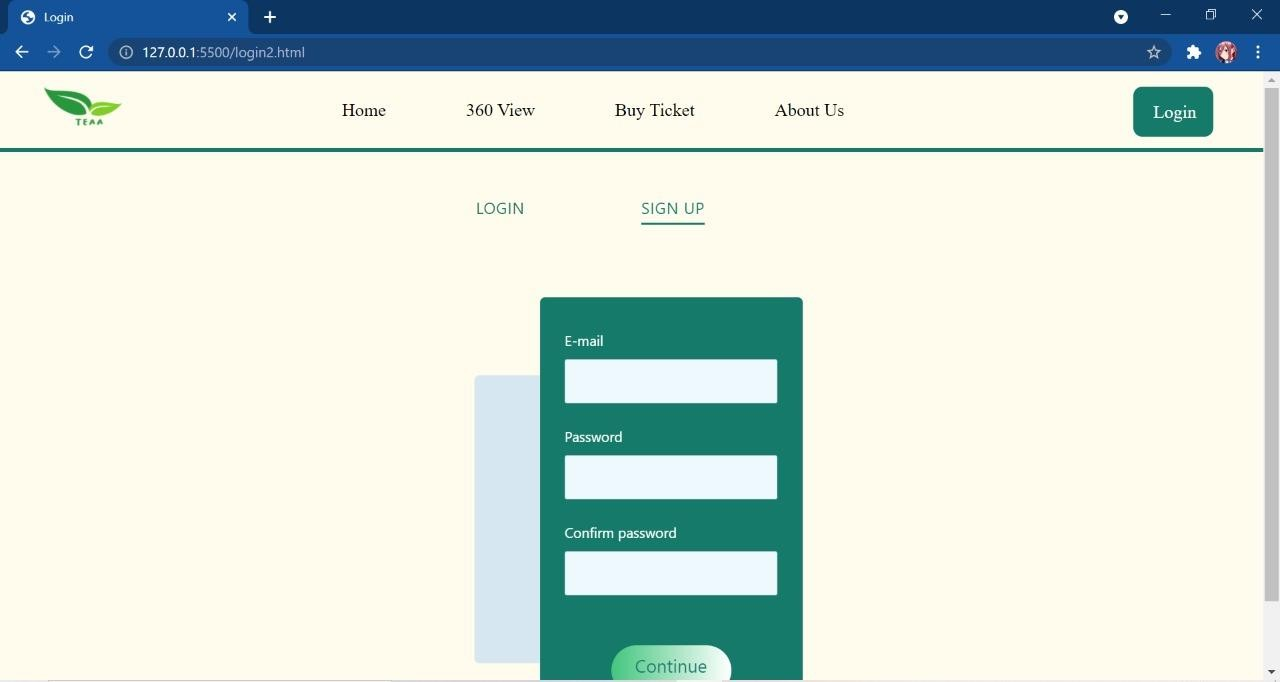 Login
127.0.0.1:5500/login2.html
TEAA
Home 360 View Buy Ticket About Us Login
LOGIN SIGN UP
E-mail
Password
Confirm password
Continue